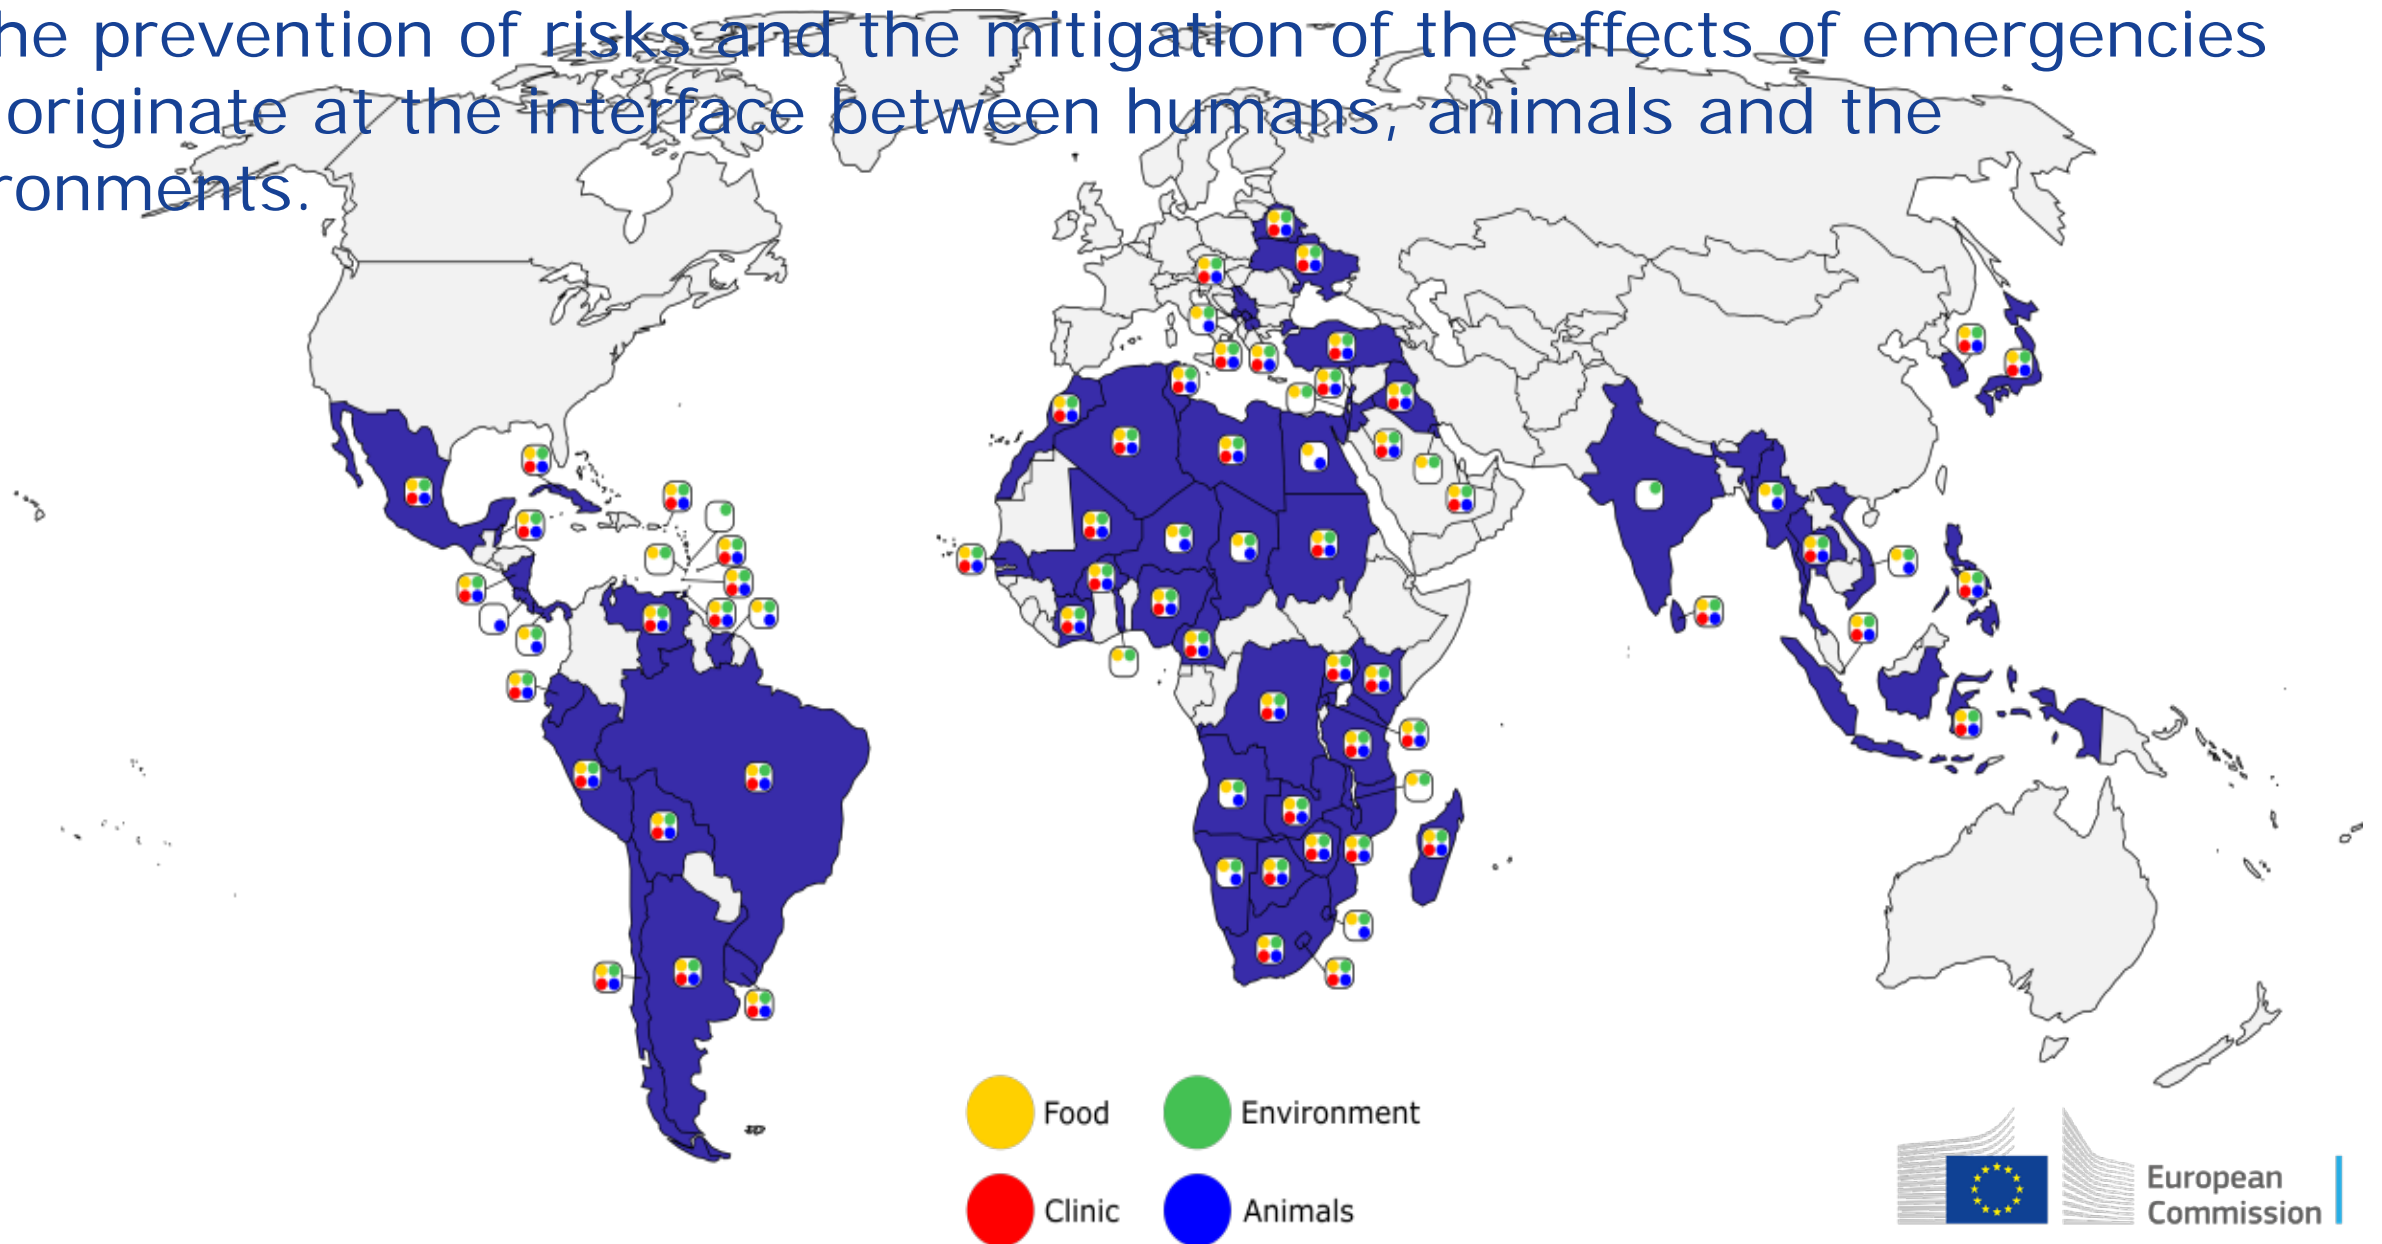 he prevention of risks and the mitigation of the effects of emergencies
originate at the interface between humans, animals and the
ronments.
Food
Environment
Clinic
Animals
European
Commission